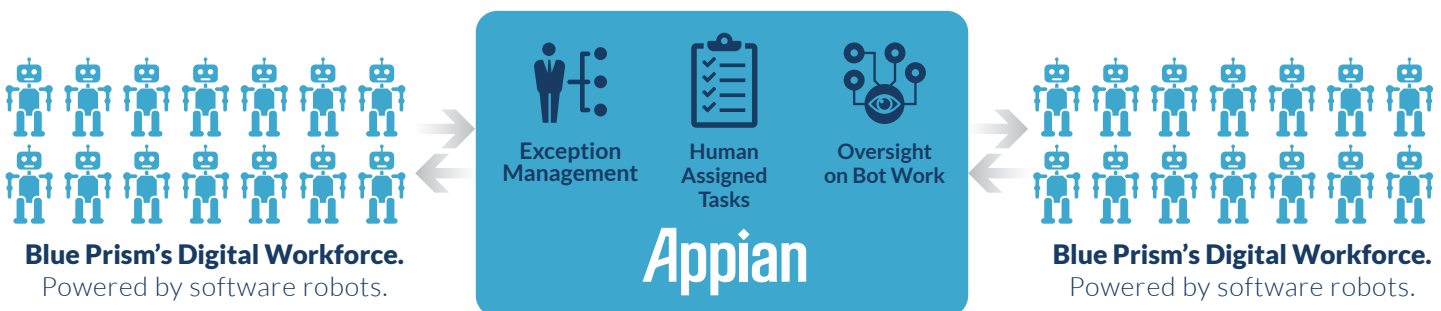 Blue Prism's Digital Workforce.
Powered by software robots.
Exception
Management
Human
Assigned
Tasks
Oversight
on Bot Work
Appian
Blue Prism's Digital Workforce.
Powered by software robots.